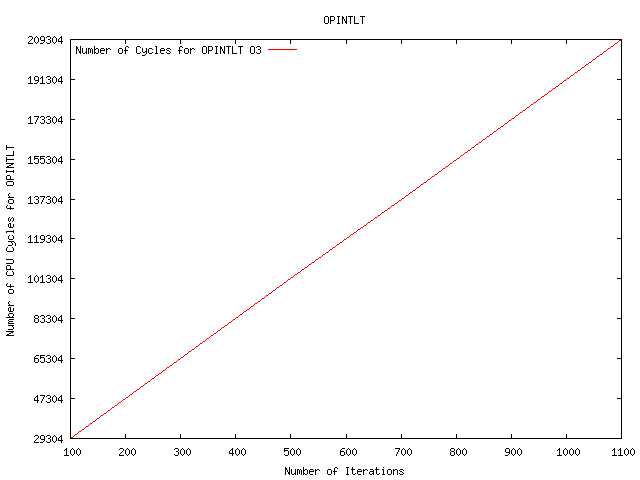 OPINTLT
Number of Cycles for OPINTLT O3
209304
191304
173304
155304
137304
119304
101304
83304
65304
47304
29304
Number of CPU Cycles for OPINTLT
100 200 300 400 500 600 700 800 900 1000 1100
Number of Iterations